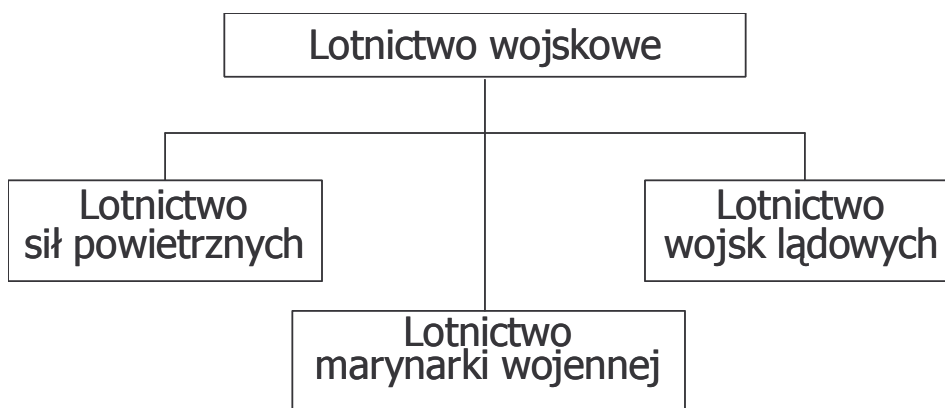 Lotnictwo wojskowe
Lotnictwo
sił powietrznych
Lotnictwo
wojsk lądowych
Lotnictwo
marynarki wojennej